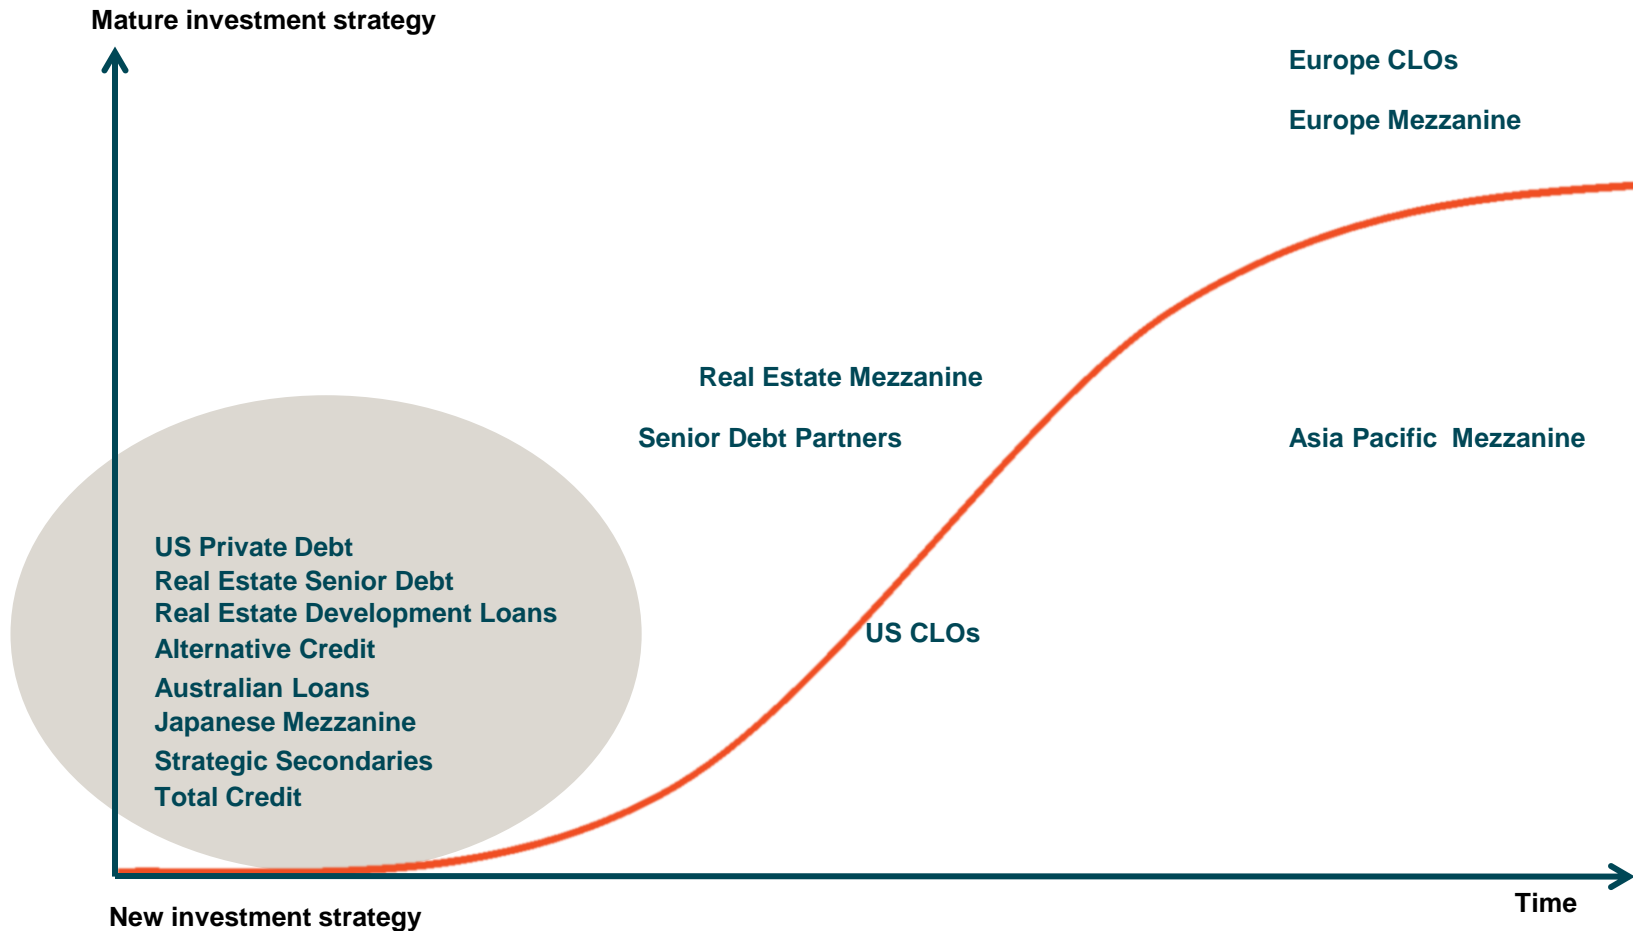 Mature investment strategy
Europe CLOs
Europe Mezzanine
Real Estate Mezzanine
Senior Debt Partners
Asia Pacific Mezzanine
US Private Debt
Real Estate Senior Debt
Real Estate Development Loans
US CLOs
Alternative Credit
Australian Loans
Japanese Mezzanine
Strategic Secondaries
Total Credit
Time
New investment strategy